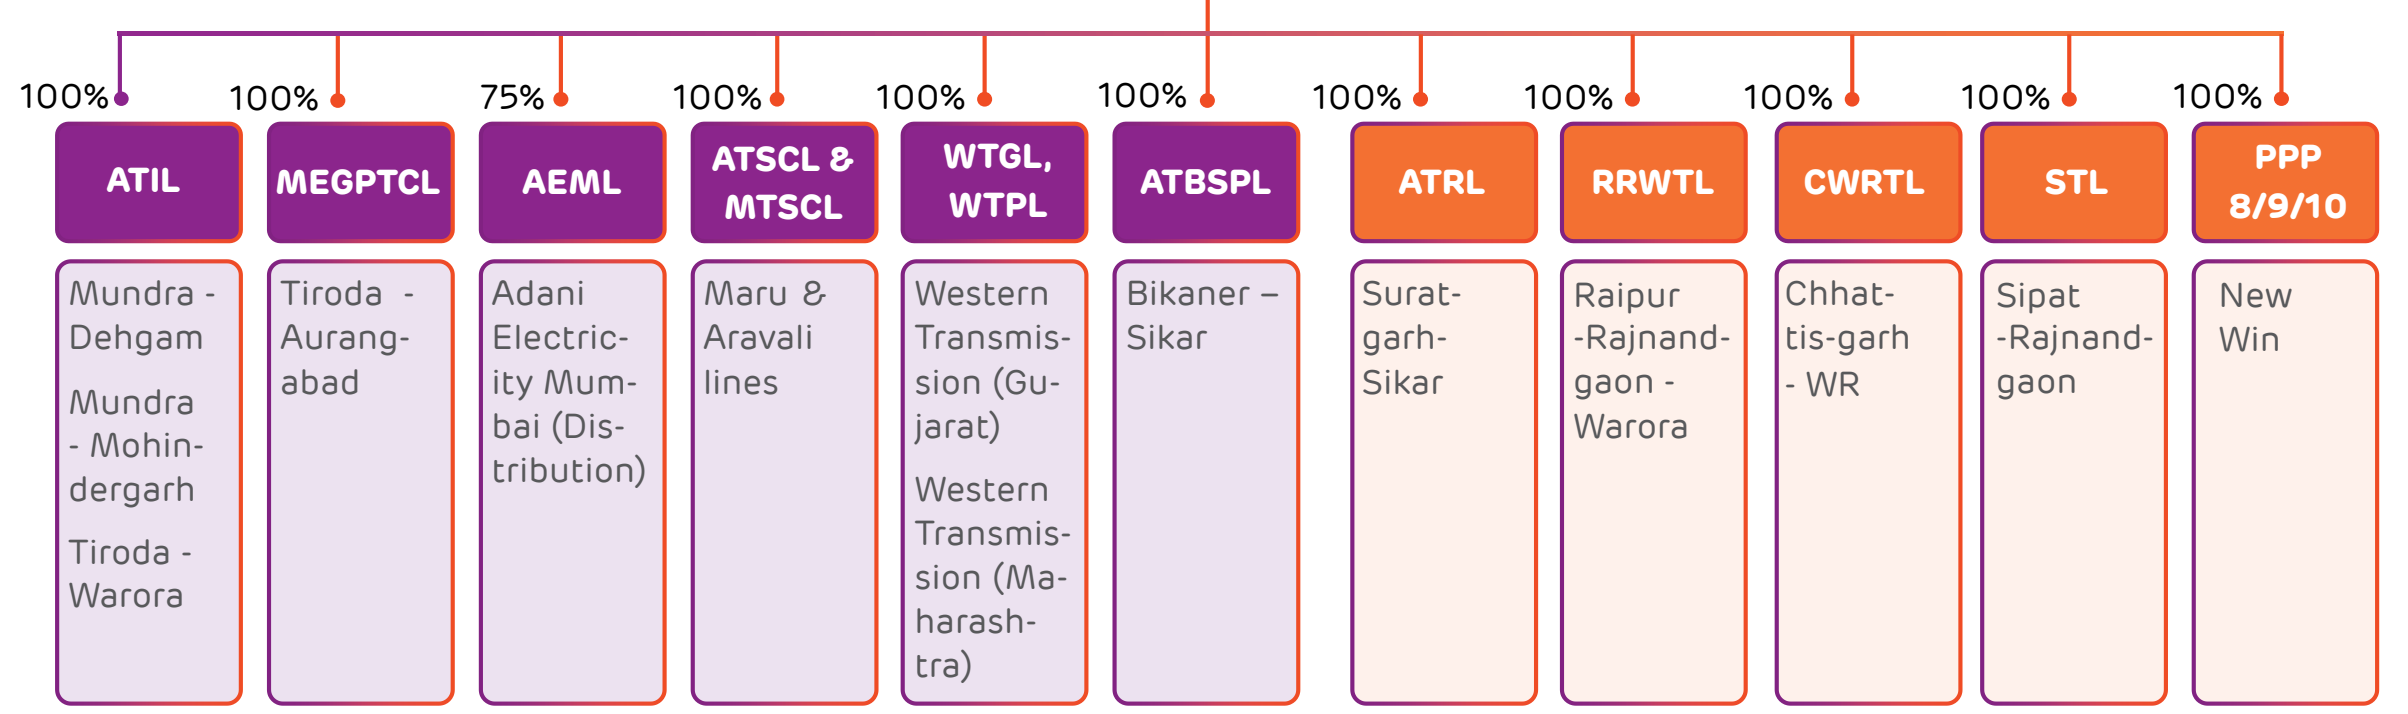 100%
100%
75%
100%
100%
100%
100%
100%
100%
100%
100%
ATIL
MEGPTCL
AEML
ATSCL &
MTSCL
WTGL,
WTPL
ATBSPL
ATRL
RRWTL
CWRTL
STL
PPP
8/9/10
Mundra -
Dehgam
Mundra
- Mohin-
dergarh
Tiroda -
Warora
Tiroda -
Aurang-
abad
Adani
Electric-
ity Mum-
bai (Dis-
tribution)
Maru &
Aravali
lines
Western
Transmis-
sion (Gu-
jarat)
Western
Transmis-
sion (Ma-
harash-
tra)
Bikaner –
Sikar
Surat-
garh-
Sikar
Raipur
-Rajnand-
gaon -
Warora
Chhat-
tis-garh
- WR
Sipat
-Rajnand-
gaon
New
Win